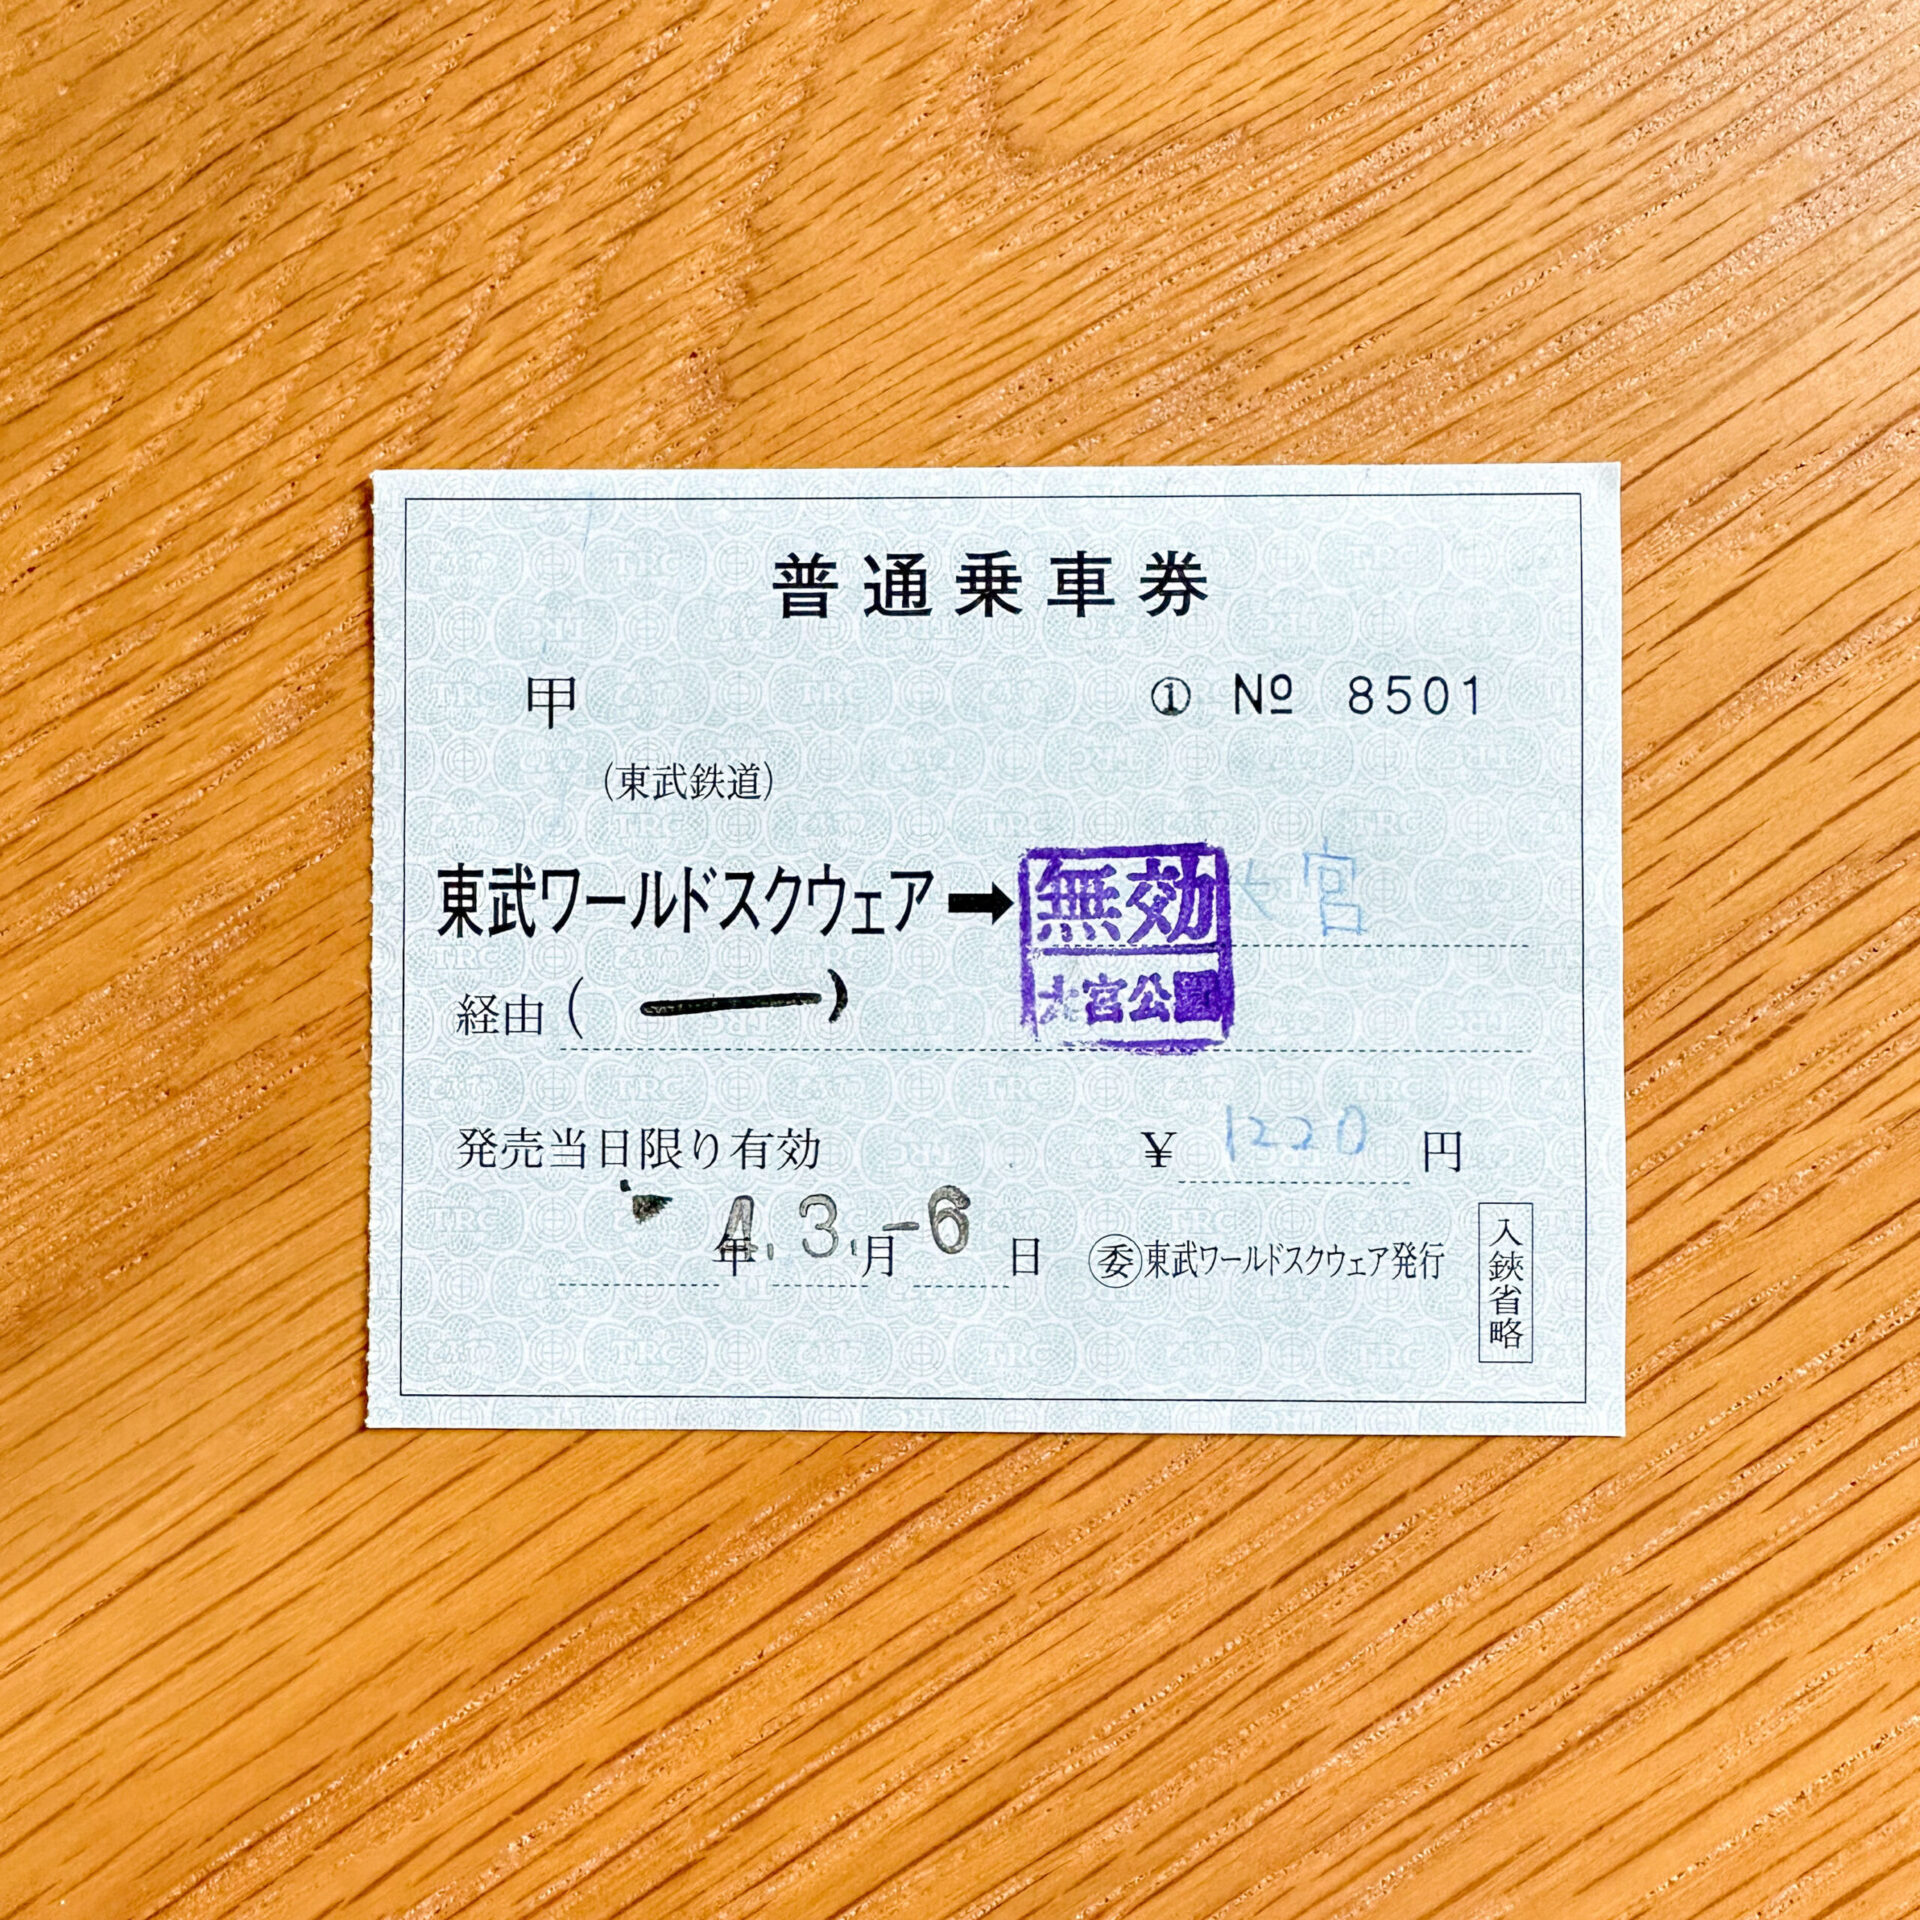 普通乗車券
甲
① № 8501
(東武鉄道)
東武ワールドスクウェア➡ 宮
無効
大宮公園
経由( ー )
発売当日限り有効 ¥ 1220 円
4. 3. -6
年 月 日 ㊀委東武ワールドスクウェア発行
入鋏省略